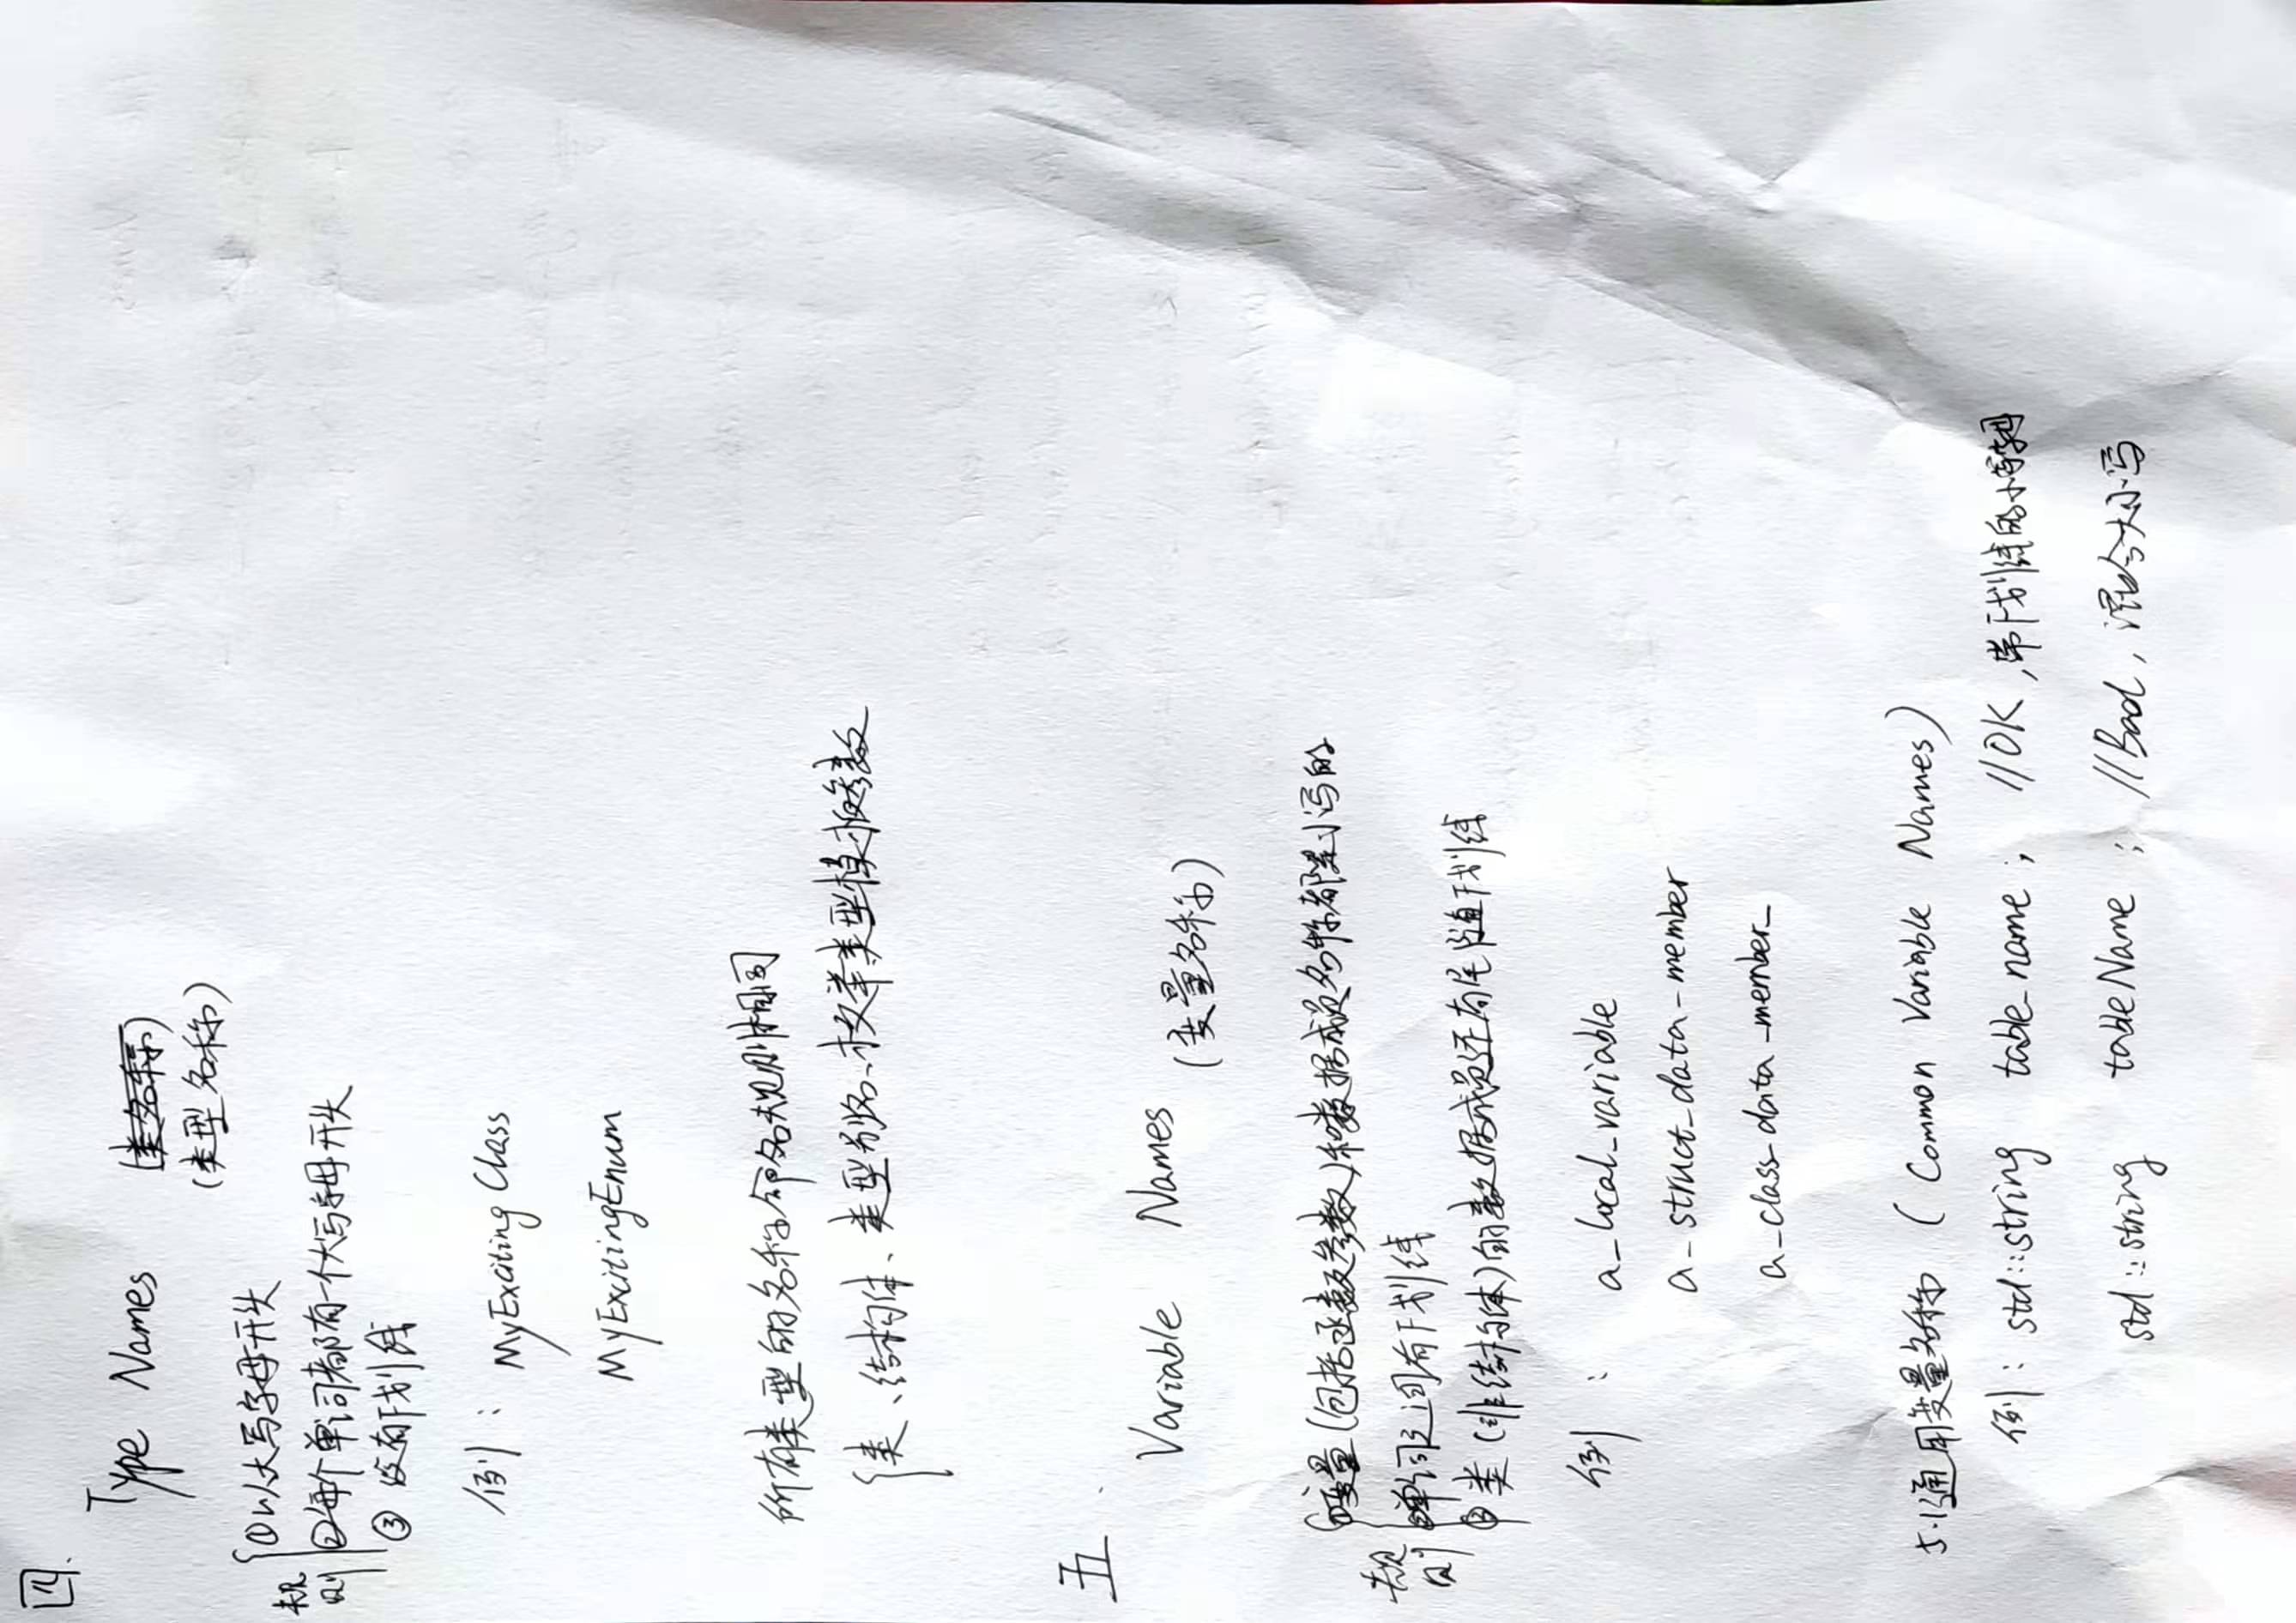 四.
Type Names (类型名称)
规则 {①以大写字母开头
②每个单词都有一个大写字母开头
③没有下划线
例: MyExcitingClass
MyExcitingEnum
所有类型的名称命名规则相同
{类、结构体、类型别名、枚举类型模板参数
五. Variable Names (变量名称)
规则 {①变量(包括函数参数)和数据成员名称都是小写的
②单词之间有下划线
③类(非结构体)的数据成员还有尾随下划线
例: a_local_variable
a_struct_data_member
a_class_data_member_
5.1通用变量名称 (Common Variable Names)
例: std::string table_name; //OK,带下划线的小写字母
std::string tableName; //Bad,混合大小写